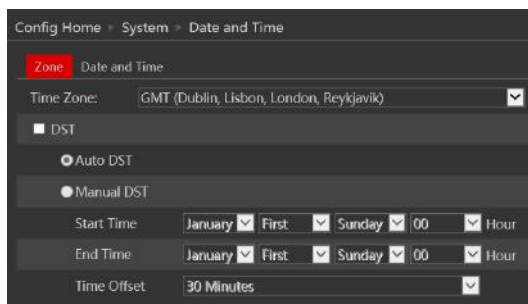 Config Home ▸ System ▸ Date and Time
Zone Date and Time
Time Zone: GMT (Dublin, Lisbon, London, Reykjavik)
DST
Auto DST
Manual DST
Start Time January First Sunday 00 Hour
End Time January First Sunday 00 Hour
Time Offset 30 Minutes